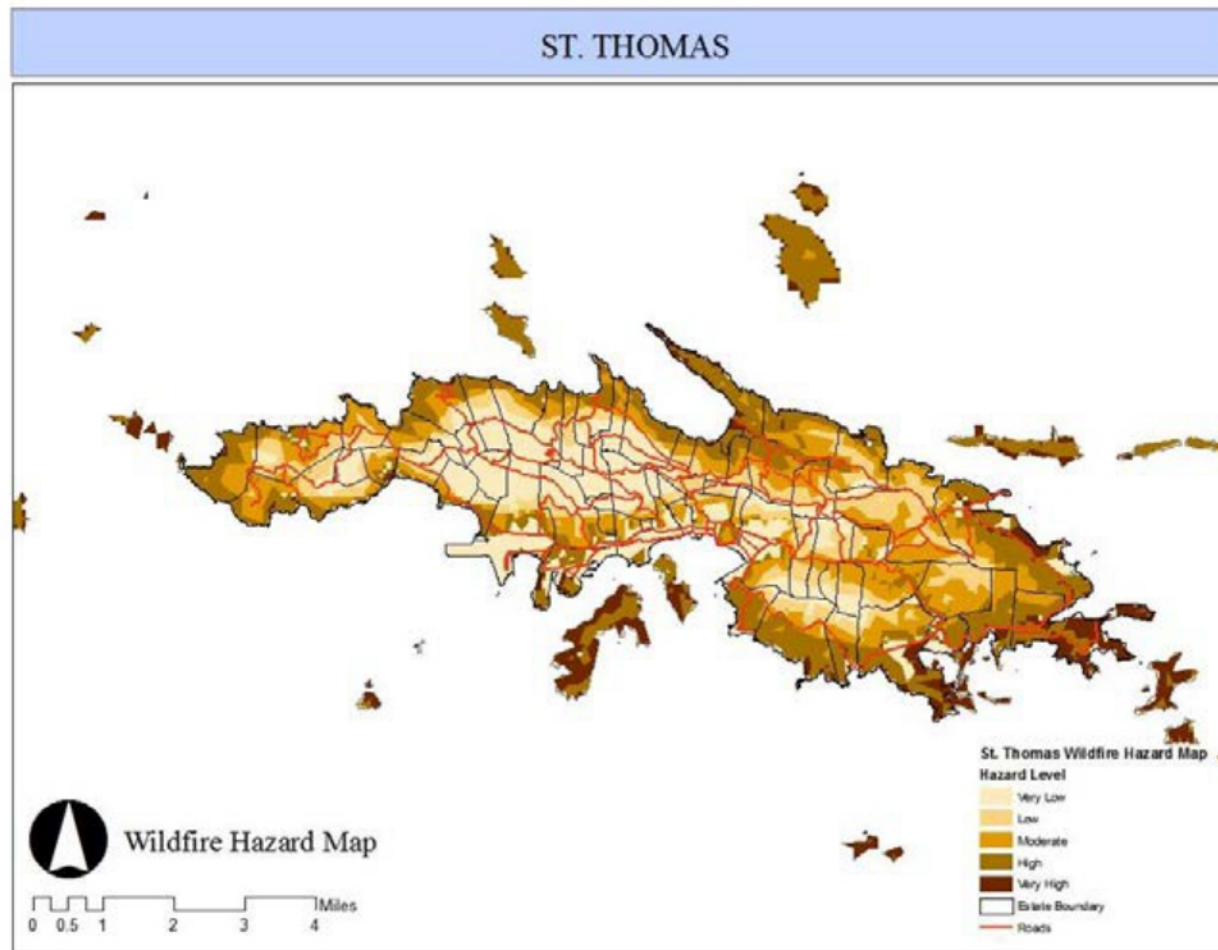 ST. THOMAS
St. Thomas Wildfire Hazard Map
Hazard Level
Very Low
Low
Moderate
High
Very High
Estate Boundary
Roads
Wildfire Hazard Map
Miles
0 0.5 1 2 3 4